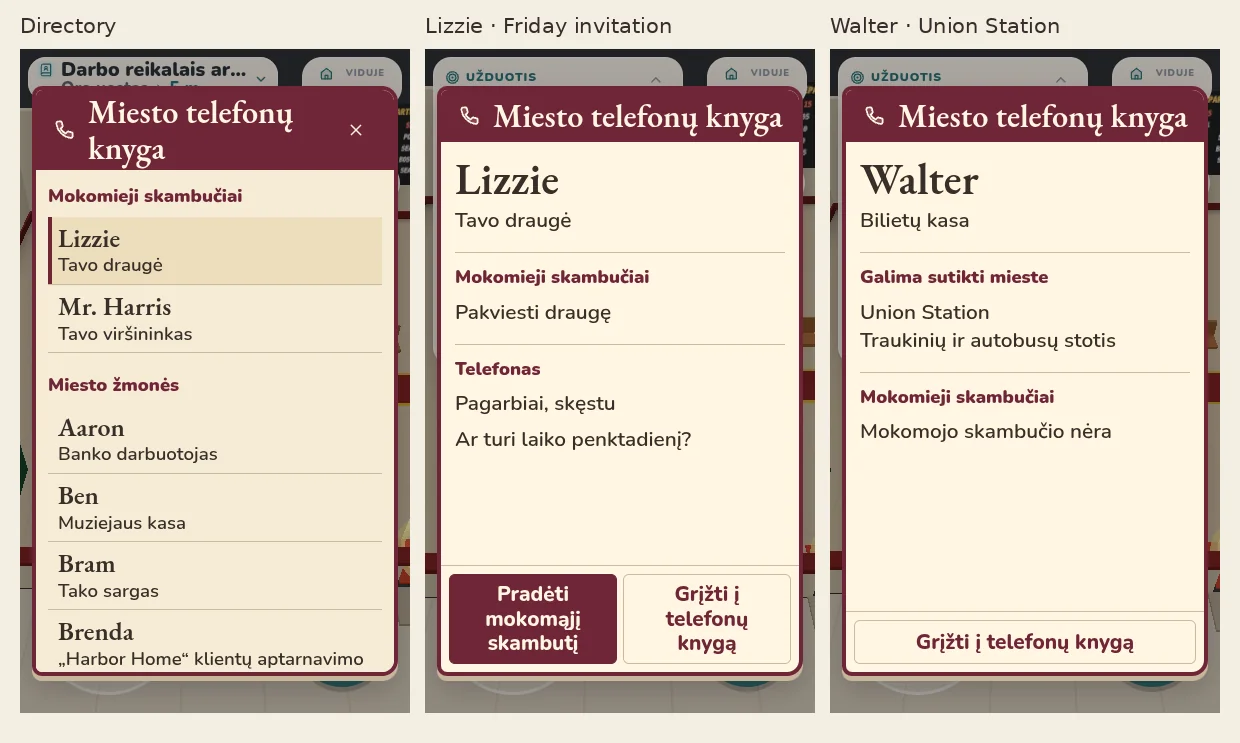 Directory
Darbo reikalais ar...
VIDUJE
Miesto telefonų
knyga
Mokomieji skambučiai
Lizzie
Tavo draugė
Mr. Harris
Tavo viršininkas
Miesto žmonės
Aaron
Banko darbuotojas
Ben
Muziejaus kasa
Bram
Tako sargas
Brenda
„Harbor Home“ klientų aptarnavimo
Lizzie · Friday invitation
UŽDUOTIS
VIDUJE
Miesto telefonų knyga
Lizzie
Tavo draugė
Mokomieji skambučiai
Pakviesti draugę
Telefonas
Pagarbiai, skęstu
Ar turi laiko penktadienį?
Pradėti
mokomąjį
skambutį
Grįžti į
telefonų
knygą
Walter · Union Station
UŽDUOTIS
VIDUJE
Miesto telefonų knyga
Walter
Bilietų kasa
Galima sutikti mieste
Union Station
Traukinių ir autobusų stotis
Mokomieji skambučiai
Mokomojo skambučio nėra
Grįžti į telefonų knygą